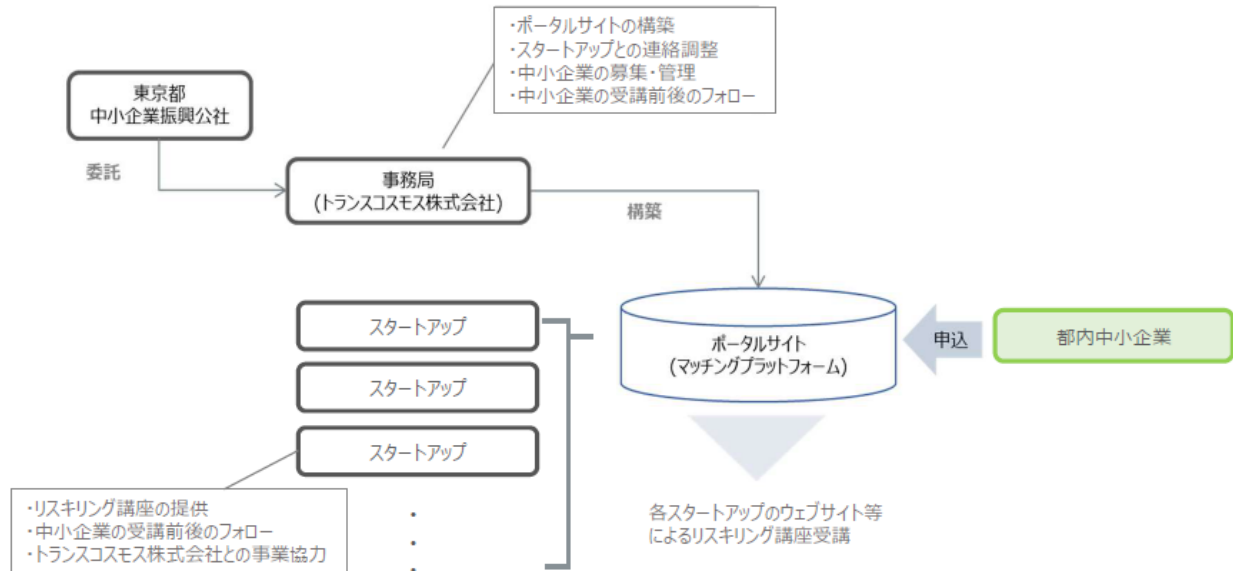 ・ポータルサイトの構築
・スタートアップとの連絡調整
・中小企業の募集・管理
・中小企業の受講前後のフォロー
東京都
中小企業振興公社
委託
事務局
(トランスコスモス株式会社)
構築
スタートアップ
スタートアップ
スタートアップ
・
・
・
ポータルサイト
(マッチングプラットフォーム)
申込
都内中小企業
・リスキリング講座の提供
・中小企業の受講前後のフォロー
・トランスコスモス株式会社との事業協力
各スタートアップのウェブサイト等
によるリスキリング講座受講